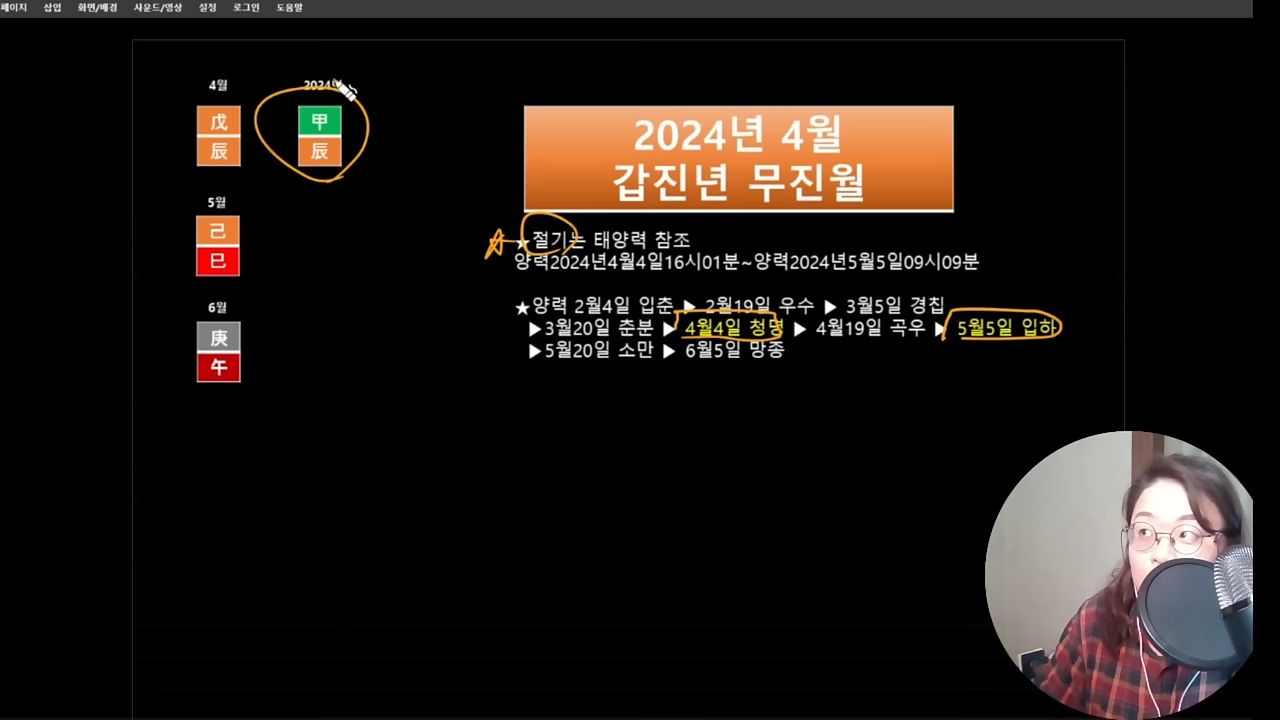 페이지 삽입 화면/배경 사운드/영상 설정 로그인 도움말
4월 2024년
戊 甲
辰 辰
5월
己
巳
6월
庚
午
2024년 4월
갑진년 무진월
★절기는 태양력 참조
양력2024년4월4일16시01분~양력2024년5월5일09시09분
★양력 2월4일 입춘 ▶ 2월19일 우수 ▶ 3월5일 경칩
▶3월20일 춘분 ▶ 4월4일 청명 ▶ 4월19일 곡우 ▶ 5월5일 입하
▶5월20일 소만 ▶ 6월5일 망종